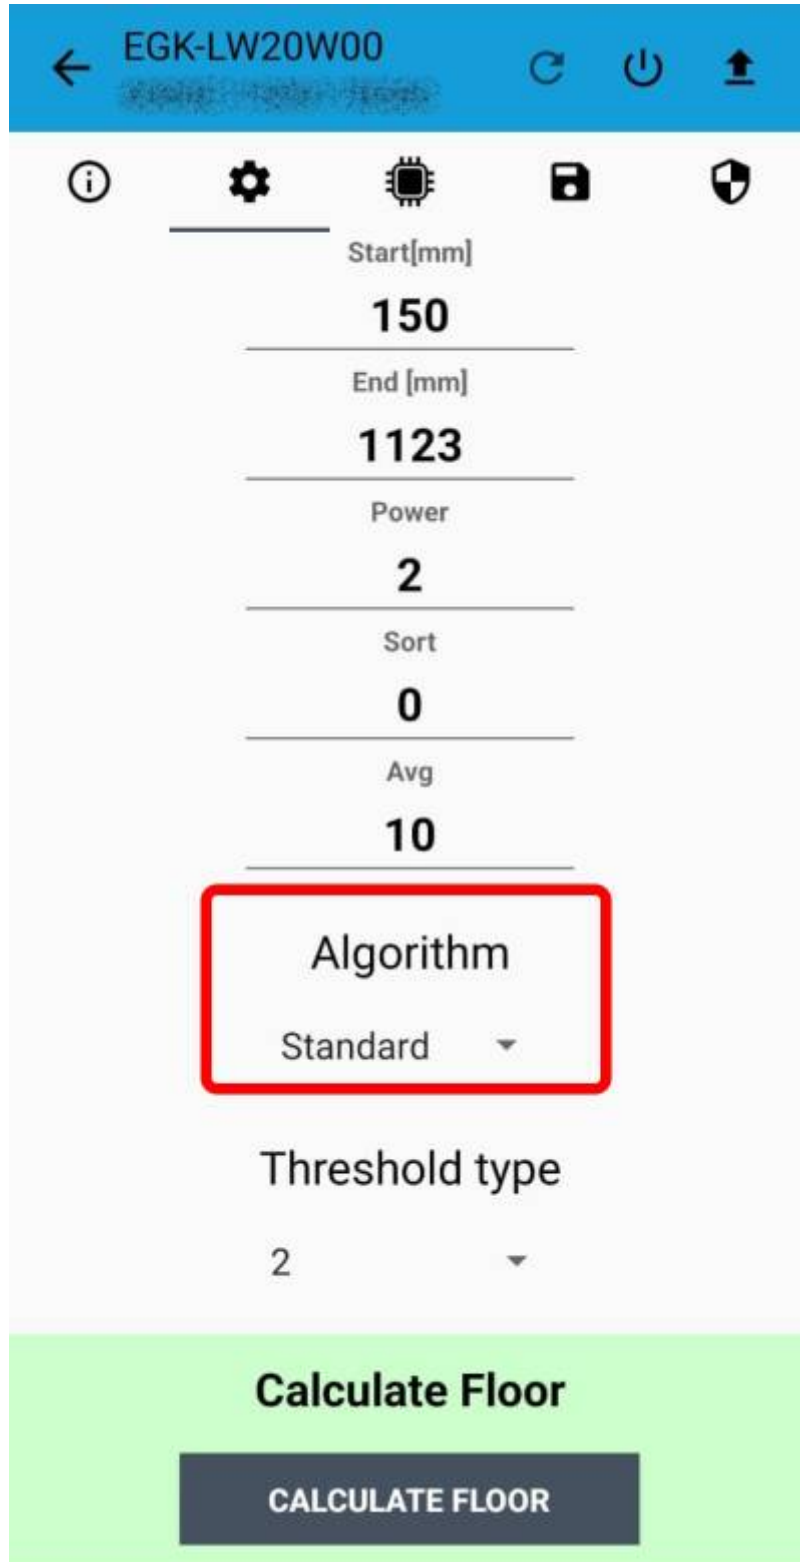 EGK-LW20W00
Start[mm]
150
End [mm]
1123
Power
2
Sort
0
Avg
10
Algorithm
Standard
Threshold type
2
Calculate Floor
CALCULATE FLOOR